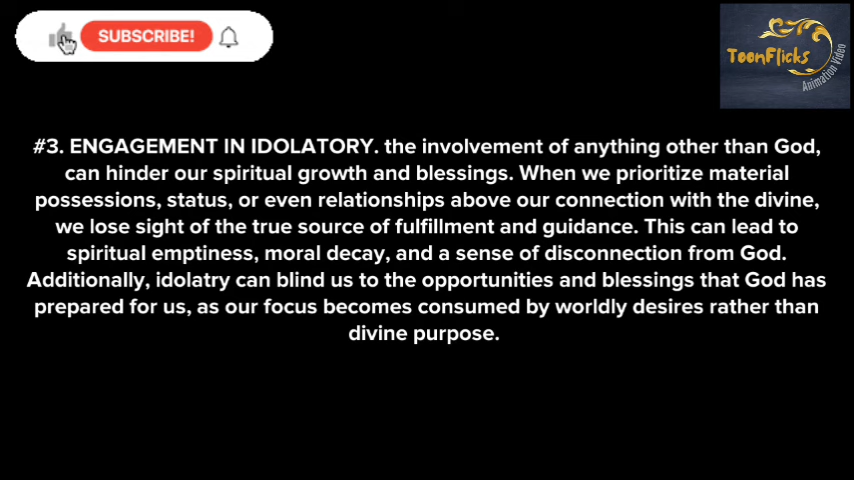 SUBSCRIBE!
ToonFlicks
Animation Video
#3. ENGAGEMENT IN IDOLATORY. the involvement of anything other than God,
can hinder our spiritual growth and blessings. When we prioritize material
possessions, status, or even relationships above our connection with the divine,
we lose sight of the true source of fulfillment and guidance. This can lead to
spiritual emptiness, moral decay, and a sense of disconnection from God.
Additionally, idolatry can blind us to the opportunities and blessings that God has
prepared for us, as our focus becomes consumed by worldly desires rather than
divine purpose.